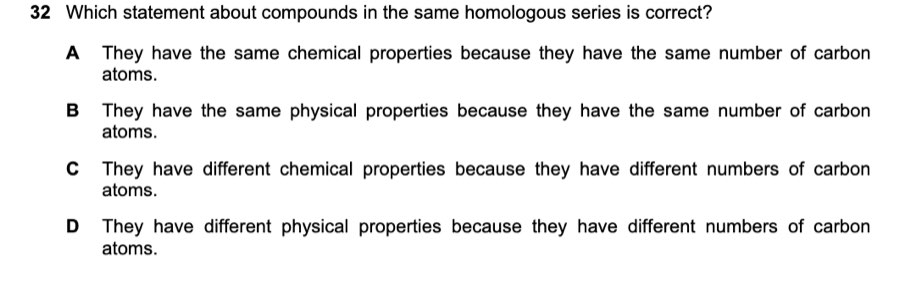 32 Which statement about compounds in the same homologous series is correct?
A They have the same chemical properties because they have the same number of carbon
atoms.
B They have the same physical properties because they have the same number of carbon
atoms.
C They have different chemical properties because they have different numbers of carbon
atoms.
D They have different physical properties because they have different numbers of carbon
atoms.